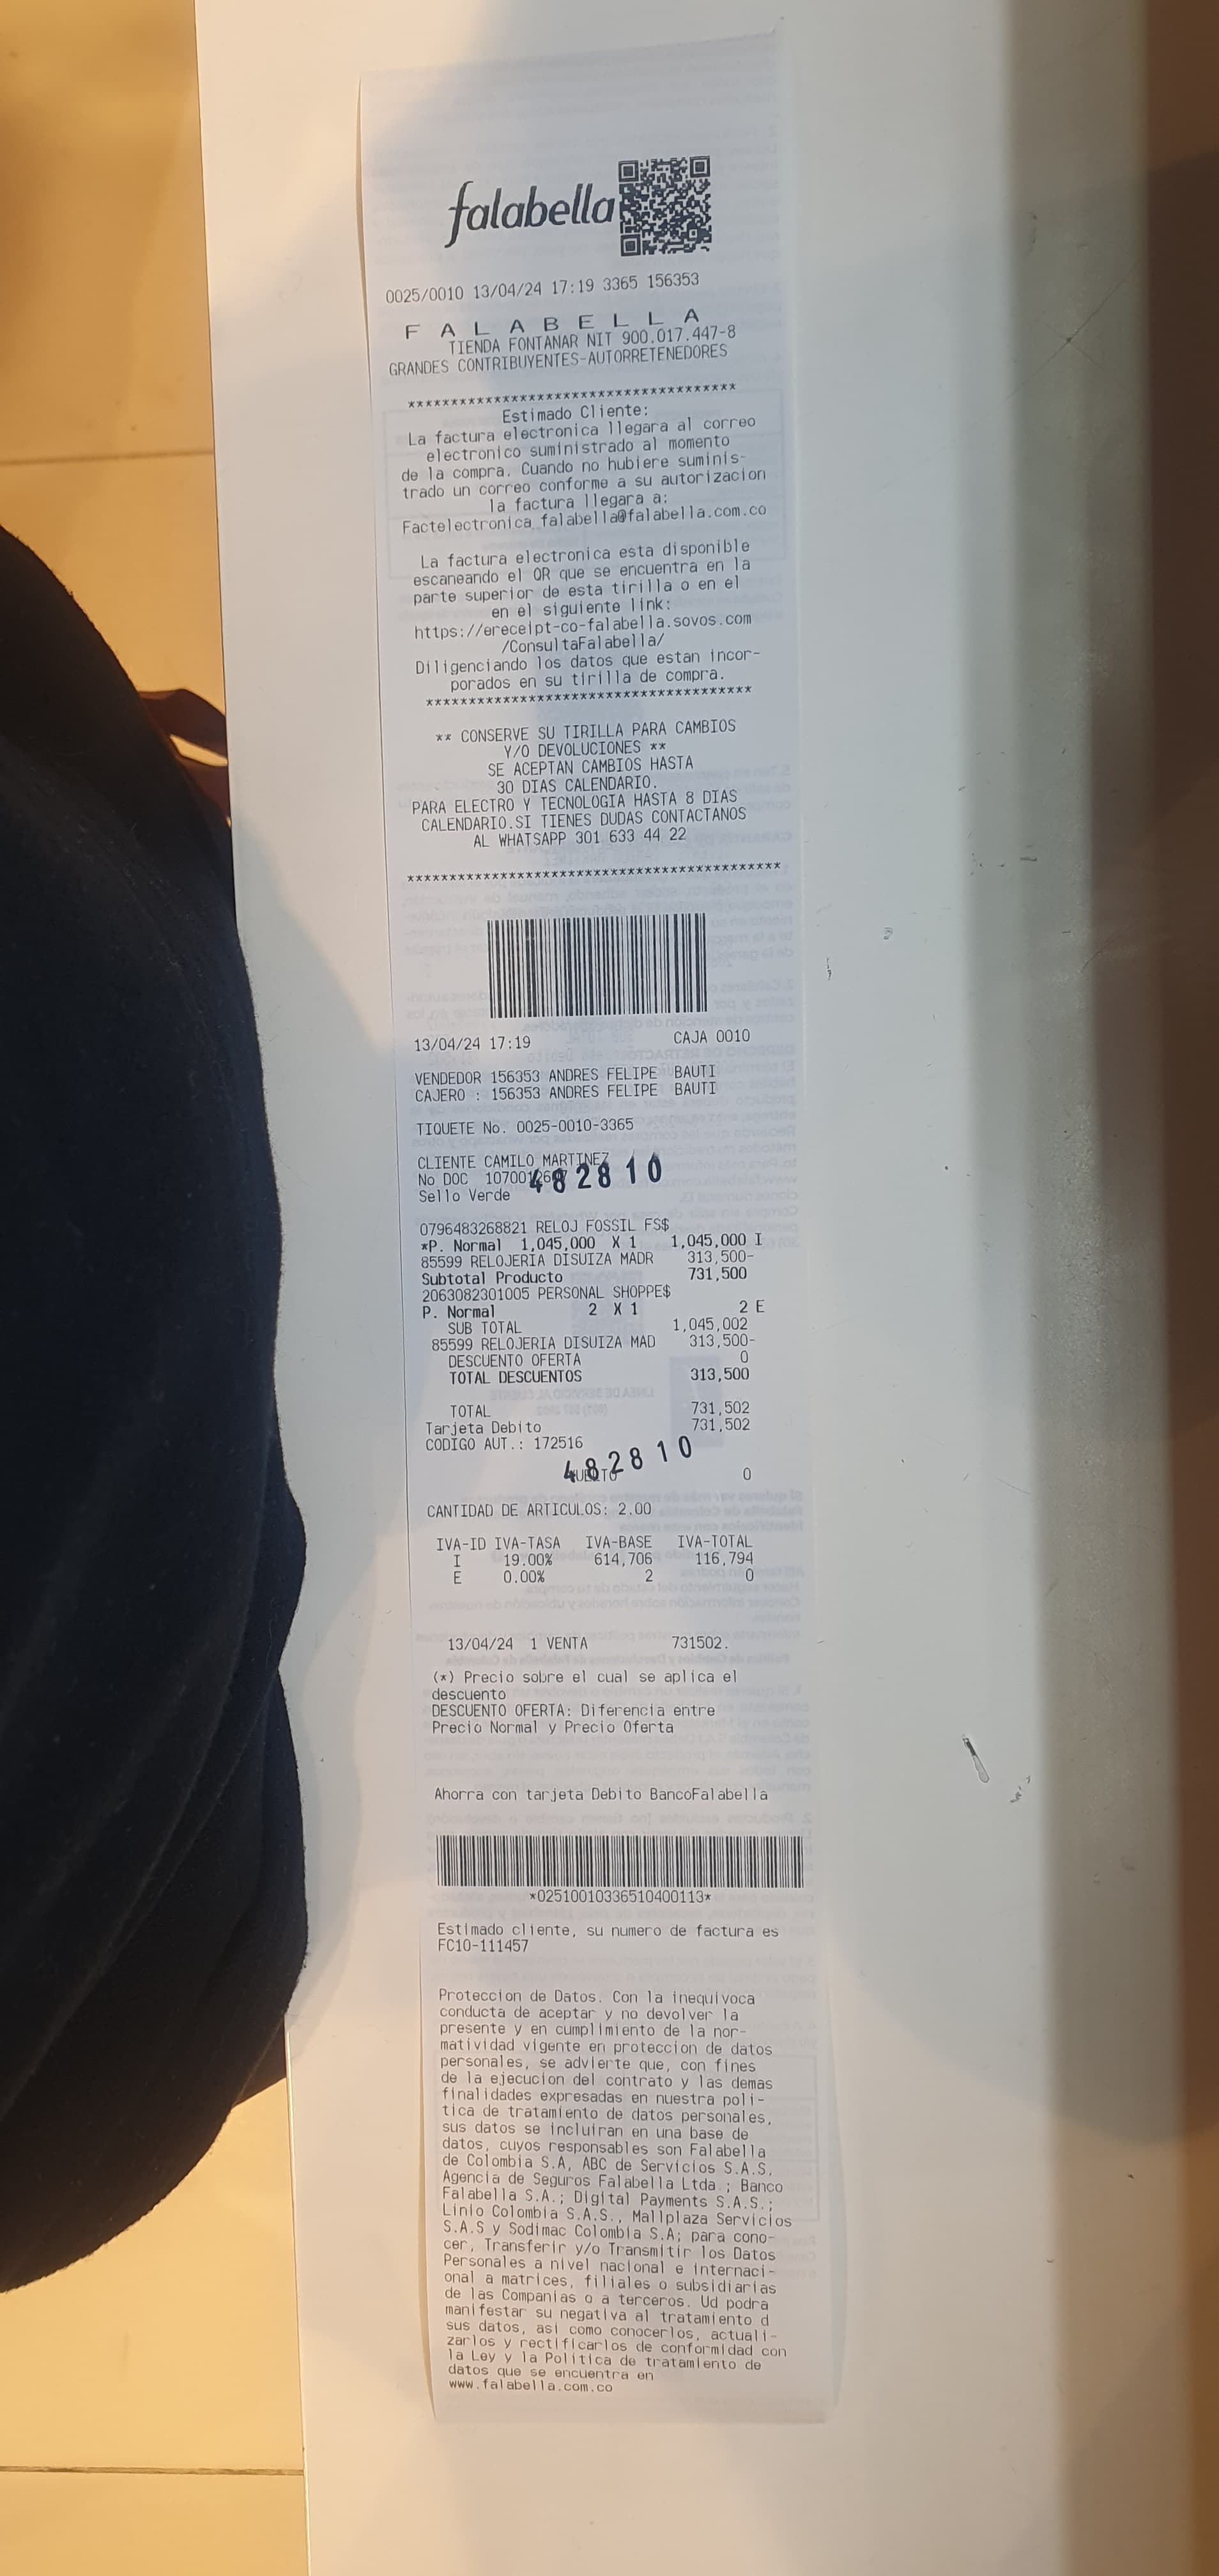 falabella
0025/0010 13/04/24 17:19 3365 156353
F A L A B E L L A
TIENDA FONTANAR NIT 900.017.447-8
GRANDES CONTRIBUYENTES-AUTORRETENEDORES
***************************************
Estimado Cliente:
La factura electronica llegara al correo
electronico suministrado al momento
de la compra. Cuando no hubiere suminis-
trado un correo conforme a su autorizacion
la factura llegara a:
Factelectronica_falabella@falabella.com.co
La factura electronica esta disponible
escaneando el QR que se encuentra en la
parte superior de esta tirilla o en el
en el siguiente link:
https://ereceipt-co-falabella.sovos.com
/ConsultaFalabella/
Diligenciando los datos que estan incor-
porados en su tirilla de compra.
***************************************
** CONSERVE SU TIRILLA PARA CAMBIOS
Y/O DEVOLUCIONES **
SE ACEPTAN CAMBIOS HASTA
30 DIAS CALENDARIO.
PARA ELECTRO Y TECNOLOGIA HASTA 8 DIAS
CALENDARIO.SI TIENES DUDAS CONTACTANOS
AL WHATSAPP 301 633 44 22
********************************************
13/04/24 17:19 CAJA 0010
VENDEDOR 156353 ANDRES FELIPE BAUTI
CAJERO : 156353 ANDRES FELIPE BAUTI
TIQUETE No. 0025-0010-3365
CLIENTE CAMILO MARTINEZ
No DOC 482810
Sello Verde
0796483268821 RELOJ FOSSIL FS$
*P. Normal 1,045,000 X 1 1,045,000 I
85599 RELOJERIA DISUIZA MADR 313,500-
Subtotal Producto 731,500
2063082301005 PERSONAL SHOPPE$
P. Normal 2 X 1 2 E
SUB TOTAL 1,045,002
85599 RELOJERIA DISUIZA MAD 313,500-
DESCUENTO OFERTA 0
TOTAL DESCUENTOS 313,500
TOTAL 731,502
Tarjeta Debito 731,502
CODIGO AUT.: 172516
482810
0
CANTIDAD DE ARTICULOS: 2.00
IVA-ID IVA-TASA IVA-BASE IVA-TOTAL
I 19.00% 614,706 116,794
E 0.00% 2 0
13/04/24 1 VENTA 731502.
(*) Precio sobre el cual se aplica el
descuento
DESCUENTO OFERTA: Diferencia entre
Precio Normal y Precio Oferta
Ahorra con tarjeta Debito BancoFalabella
*02510010336510400113*
Estimado cliente, su numero de factura es
FC10-111457
Proteccion de Datos. Con la inequivoca
conducta de aceptar y no devolver la
presente y en cumplimiento de la nor-
matividad vigente en proteccion de datos
personales, se advierte que, con fines
de la ejecucion del contrato y las demas
finalidades expresadas en nuestra poli-
tica de tratamiento de datos personales,
sus datos se incluiran en una base de
datos, cuyos responsables son Falabella
de Colombia S.A, ABC de Servicios S.A.S,
Agencia de Seguros Falabella Ltda.; Banco
Falabella S.A.; Digital Payments S.A.S.;
Linio Colombia S.A.S., Mallplaza Servicios
S.A.S y Sodimac Colombia S.A; para cono-
cer, Transferir y/o Transmitir los Datos
Personales a nivel nacional e internaci-
onal a matrices, filiales o subsidiarias
de las Companias o a terceros. Ud podra
manifestar su negativa al tratamiento d
sus datos, asi como conocerlos, actuali-
zarlos y rectificarlos de conformidad con
la Ley y la Politica de tratamiento de
datos que se encuentra en
www.falabella.com.co